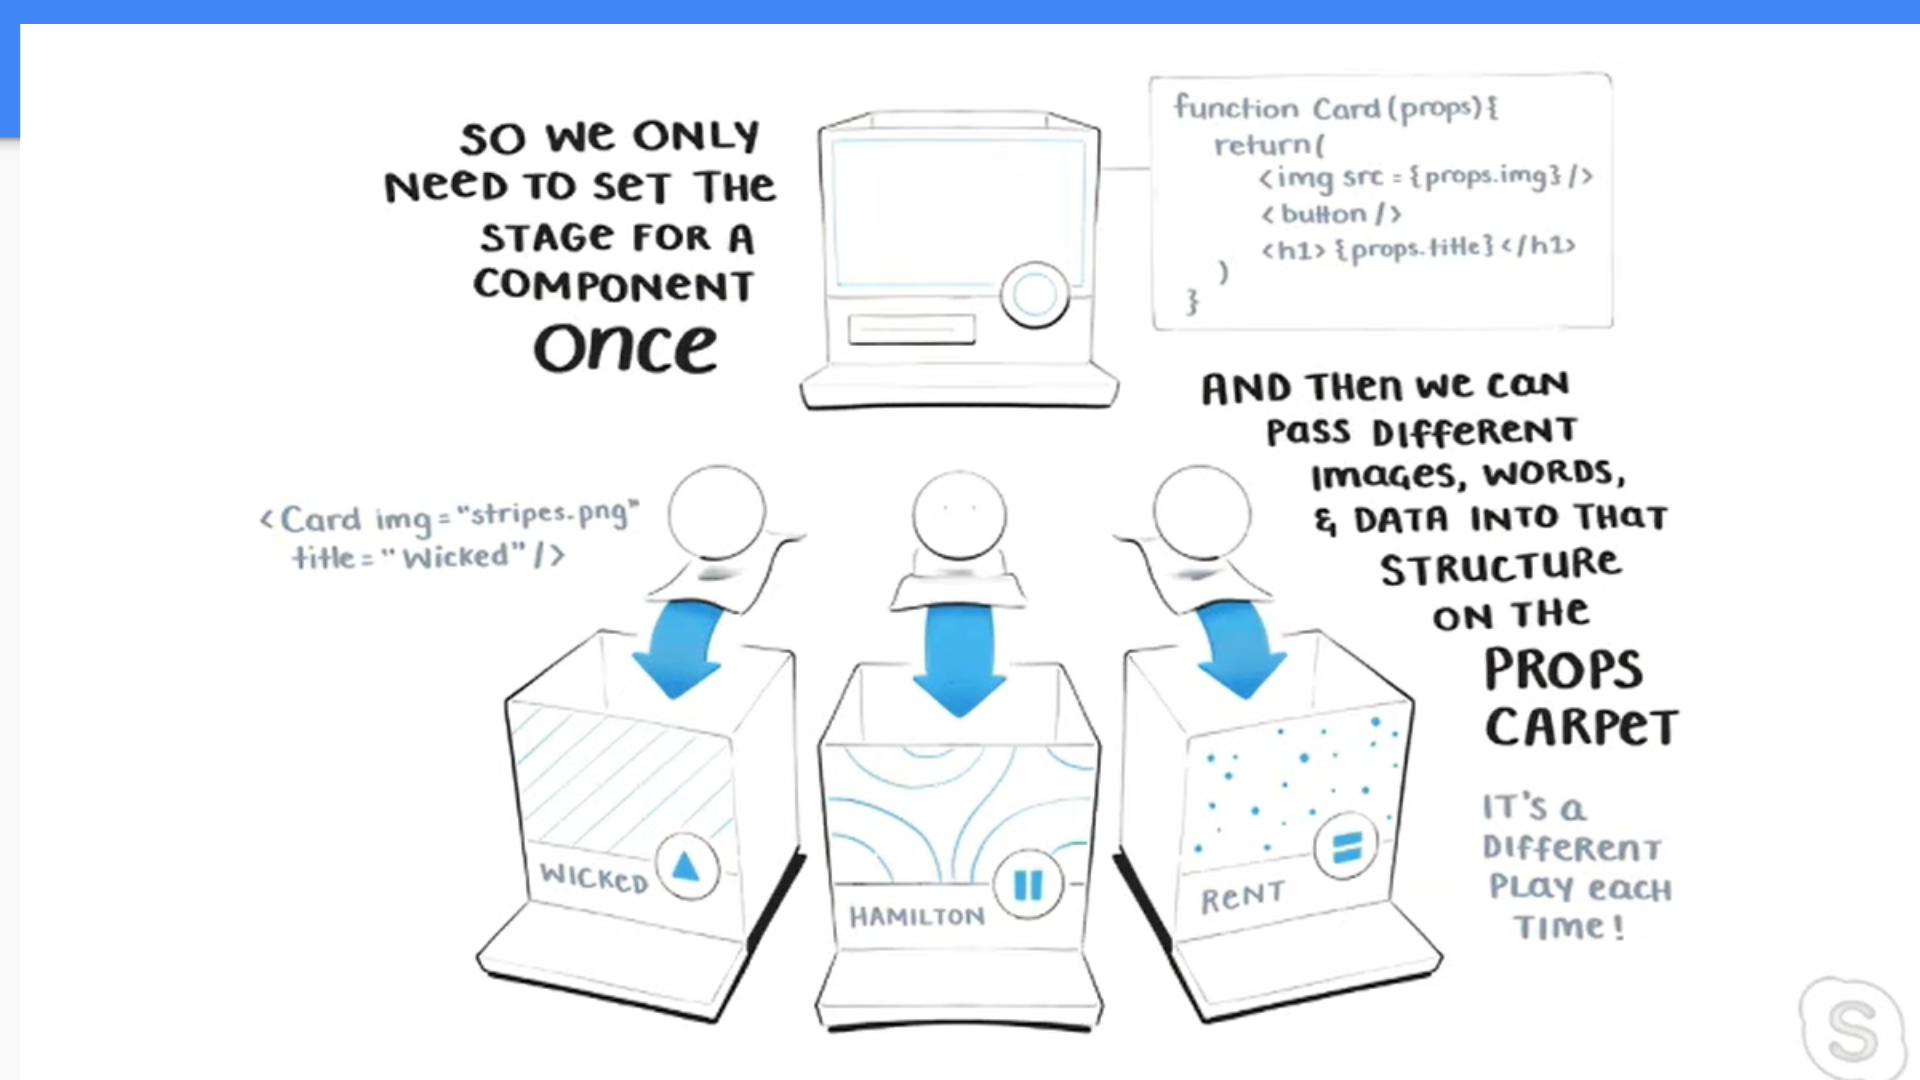 SO WE ONLY
NEED TO SET THE
STAGE FOR A
COMPONENT
ONCE
function Card (props) {
return (
<img src = {props.img} />
<button />
<h1> {props.title} </h1>
)
}
AND THEN WE CAN
PASS DIFFERENT
IMAGES, WORDS,
& DATA INTO THAT
STRUCTURE
ON THE
PROPS
CARPET
<Card img = "stripes.png"
title = "Wicked" />
WICKED
HAMILTON
RENT
IT'S A
DIFFERENT
PLAY EACH
TIME!
S